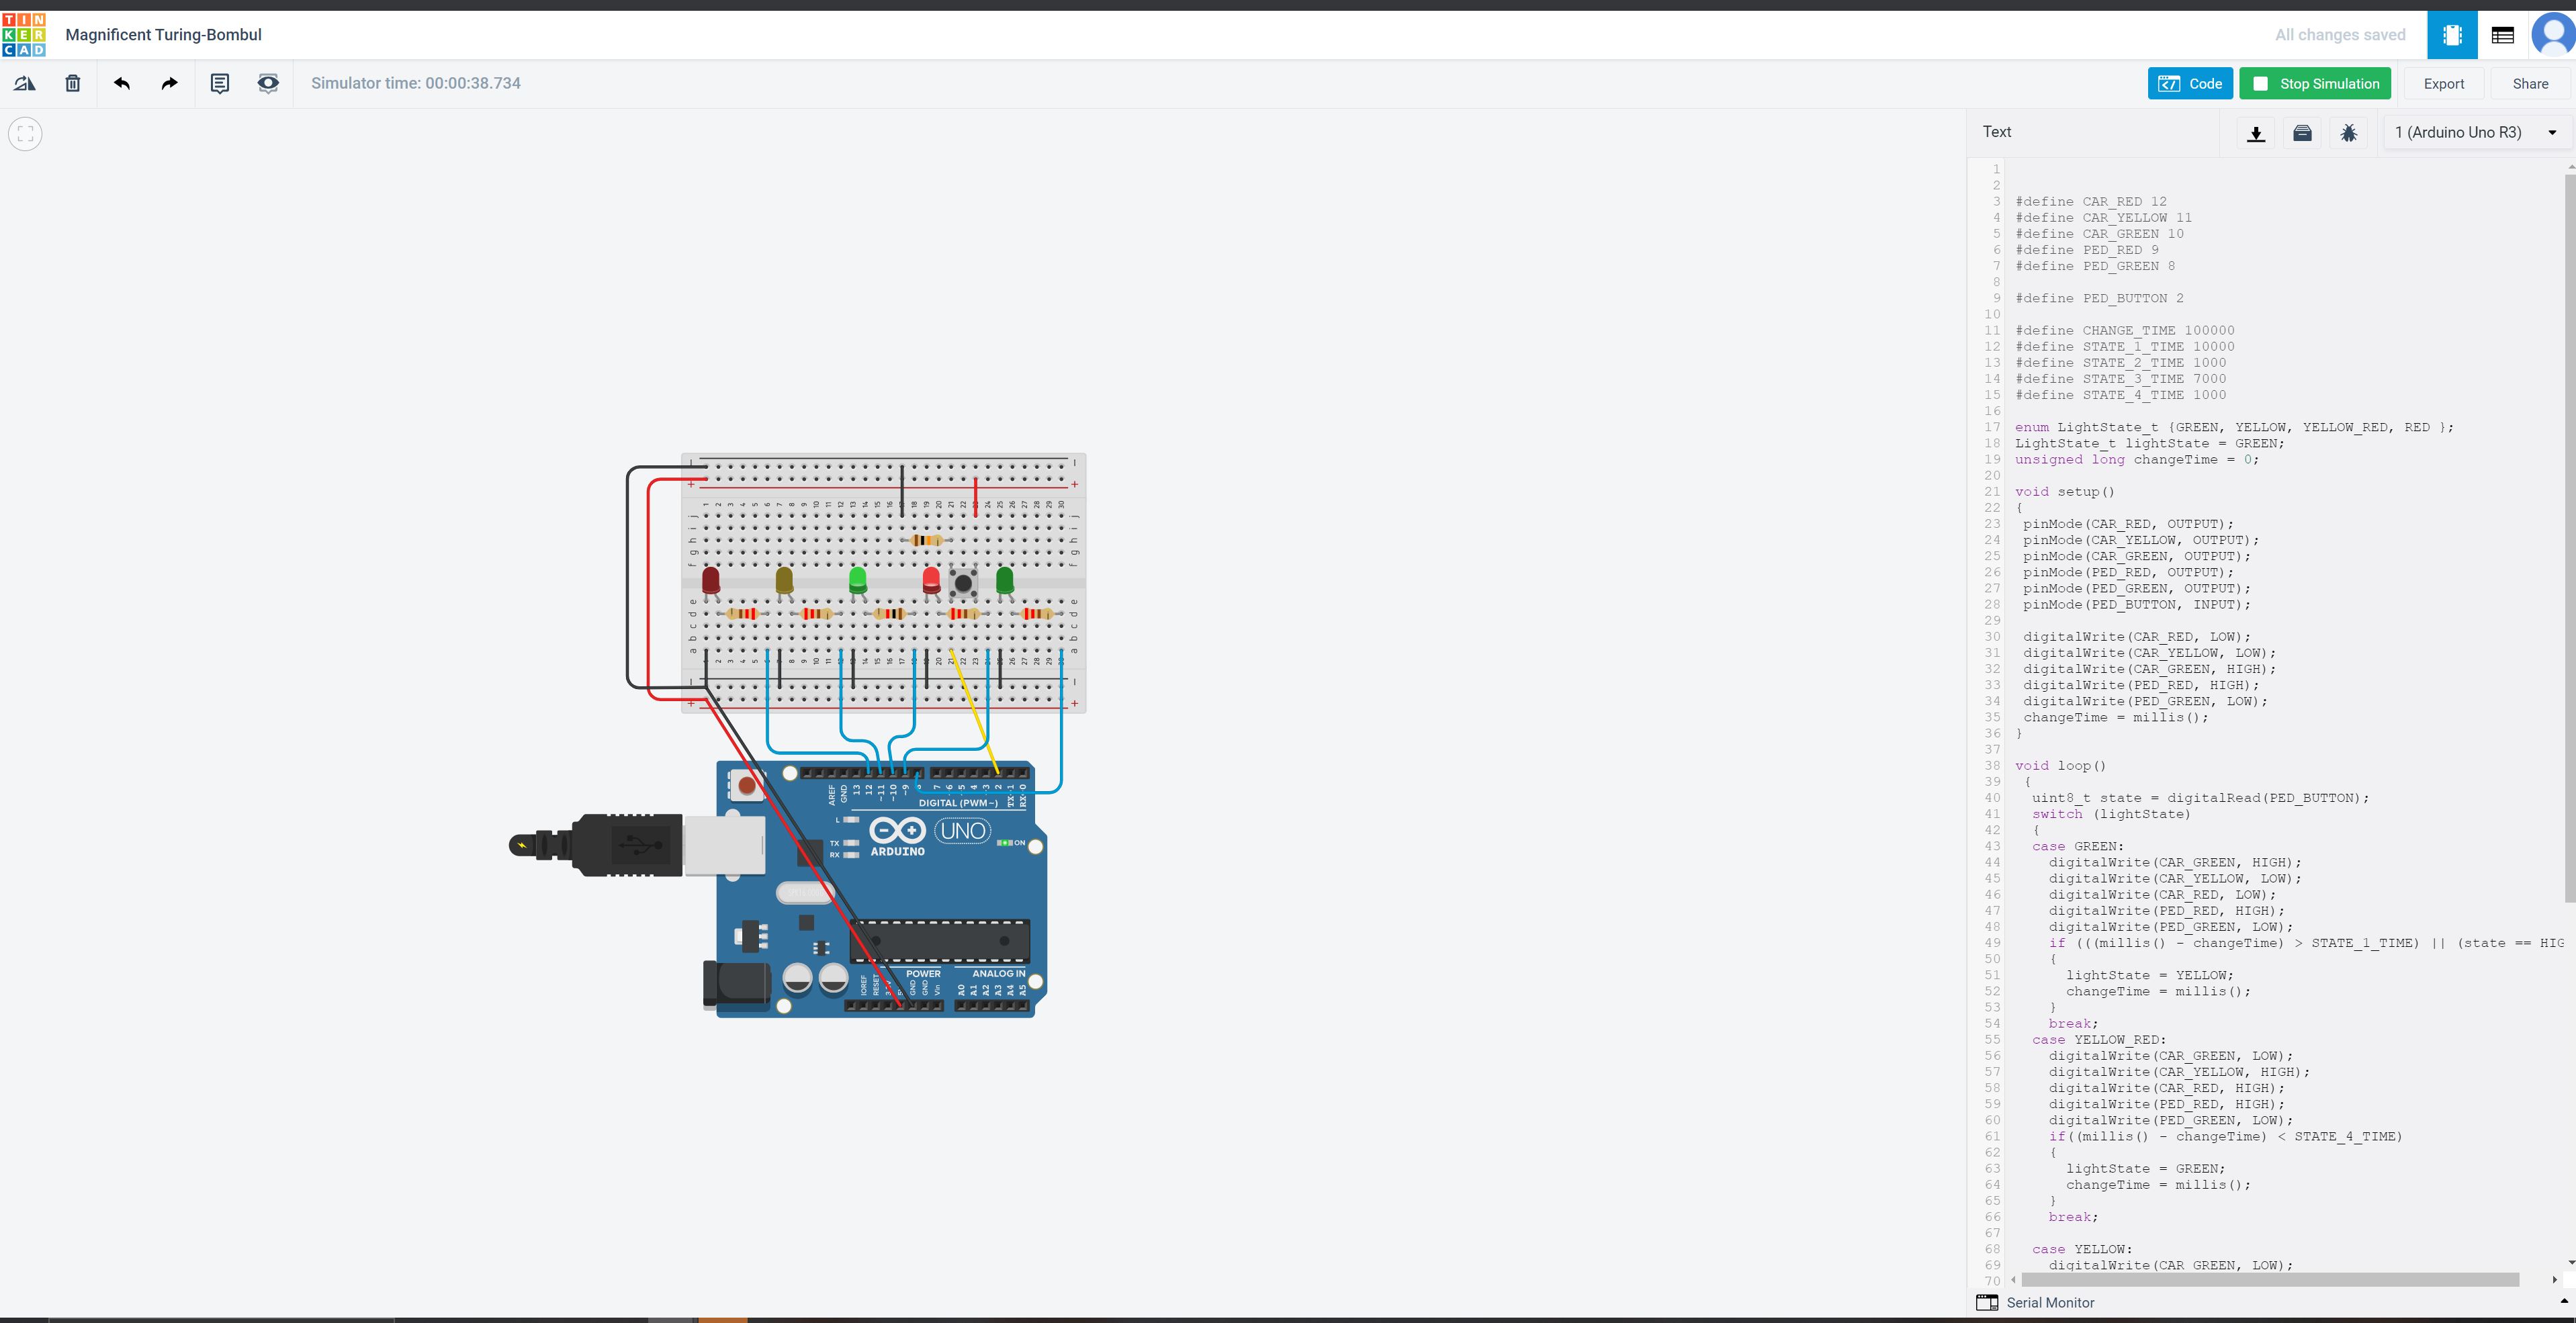 TIN
KER
CAD
Magnificent Turing-Bombul
All changes saved
Simulator time: 00:00:38.734
Code
Stop Simulation
Export
Share
Text
1 (Arduino Uno R3)
1
2
3 #define CAR_RED 12
4 #define CAR_YELLOW 11
5 #define CAR_GREEN 10
6 #define PED_RED 9
7 #define PED_GREEN 8
8
9 #define PED_BUTTON 2
10
11 #define CHANGE_TIME 100000
12 #define STATE_1_TIME 10000
13 #define STATE_2_TIME 1000
14 #define STATE_3_TIME 7000
15 #define STATE_4_TIME 1000
16
17 enum LightState_t {GREEN, YELLOW, YELLOW_RED, RED };
18 LightState_t lightState = GREEN;
19 unsigned long changeTime = 0;
20
21 void setup()
22 {
23 pinMode(CAR_RED, OUTPUT);
24 pinMode(CAR_YELLOW, OUTPUT);
25 pinMode(CAR_GREEN, OUTPUT);
26 pinMode(PED_RED, OUTPUT);
27 pinMode(PED_GREEN, OUTPUT);
28 pinMode(PED_BUTTON, INPUT);
29
30 digitalWrite(CAR_RED, LOW);
31 digitalWrite(CAR_YELLOW, LOW);
32 digitalWrite(CAR_GREEN, HIGH);
33 digitalWrite(PED_RED, HIGH);
34 digitalWrite(PED_GREEN, LOW);
35 changeTime = millis();
36 }
37
38 void loop()
39 {
40 uint8_t state = digitalRead(PED_BUTTON);
41 switch (lightState)
42 {
43 case GREEN:
44 digitalWrite(CAR_GREEN, HIGH);
45 digitalWrite(CAR_YELLOW, LOW);
46 digitalWrite(CAR_RED, LOW);
47 digitalWrite(PED_RED, HIGH);
48 digitalWrite(PED_GREEN, LOW);
49 if (((millis() - changeTime) > STATE_1_TIME) || (state == HIG
50 {
51 lightState = YELLOW;
52 changeTime = millis();
53 }
54 break;
55 case YELLOW_RED:
56 digitalWrite(CAR_GREEN, LOW);
57 digitalWrite(CAR_YELLOW, HIGH);
58 digitalWrite(CAR_RED, HIGH);
59 digitalWrite(PED_RED, HIGH);
60 digitalWrite(PED_GREEN, LOW);
61 if((millis() - changeTime) < STATE_4_TIME)
62 {
63 lightState = GREEN;
64 changeTime = millis();
65 }
66 break;
67
68 case YELLOW:
69 digitalWrite(CAR_GREEN, LOW);
70
Serial Monitor
AREF
GND
13
12
~11
~10
~9
7
~6
~5
4
~3
2
DIGITAL (PWM~)
L
TX
RX
UNO
ARDUINO
ON
POWER
ANALOG IN
IOREF
RESET
GND
GND
Vin
A0
A1
A2
A3
A4
A5